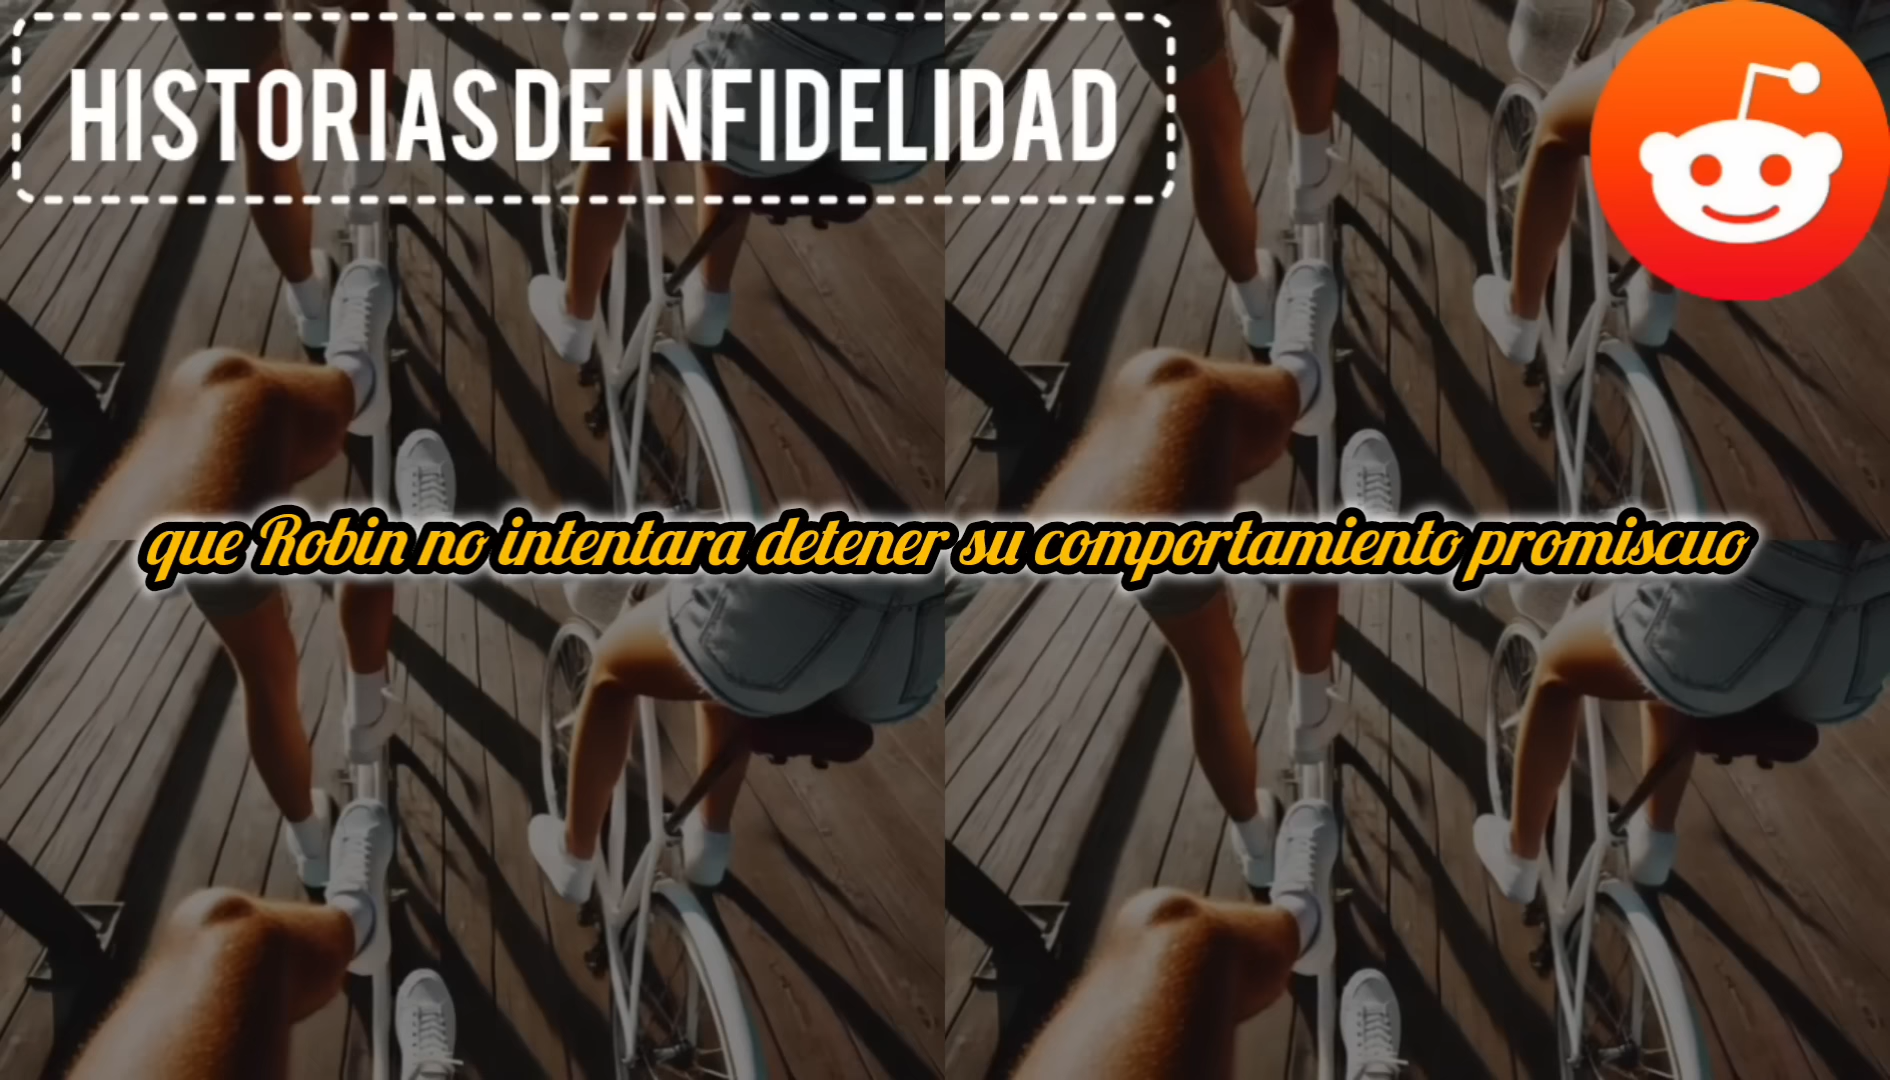 HISTORIAS DE INFIDELIDAD
que Robin no intentara detener su comportamiento promiscuo